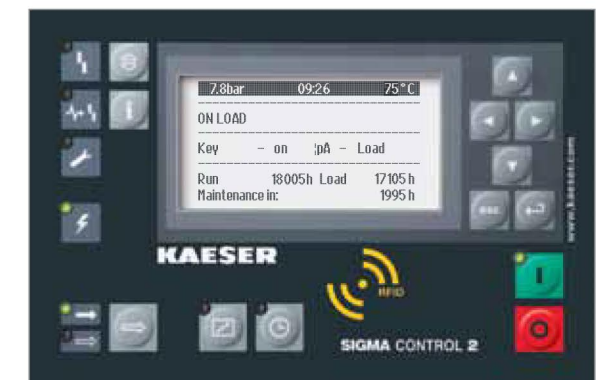 7.8bar 09:26 75°C
ON LOAD
Key - on ¦pA - Load
Run 18005h Load 17105h
Maintenance in: 1995h
esc
www.kaeser.com
KAESER
RFID
I
O
SIGMA CONTROL 2